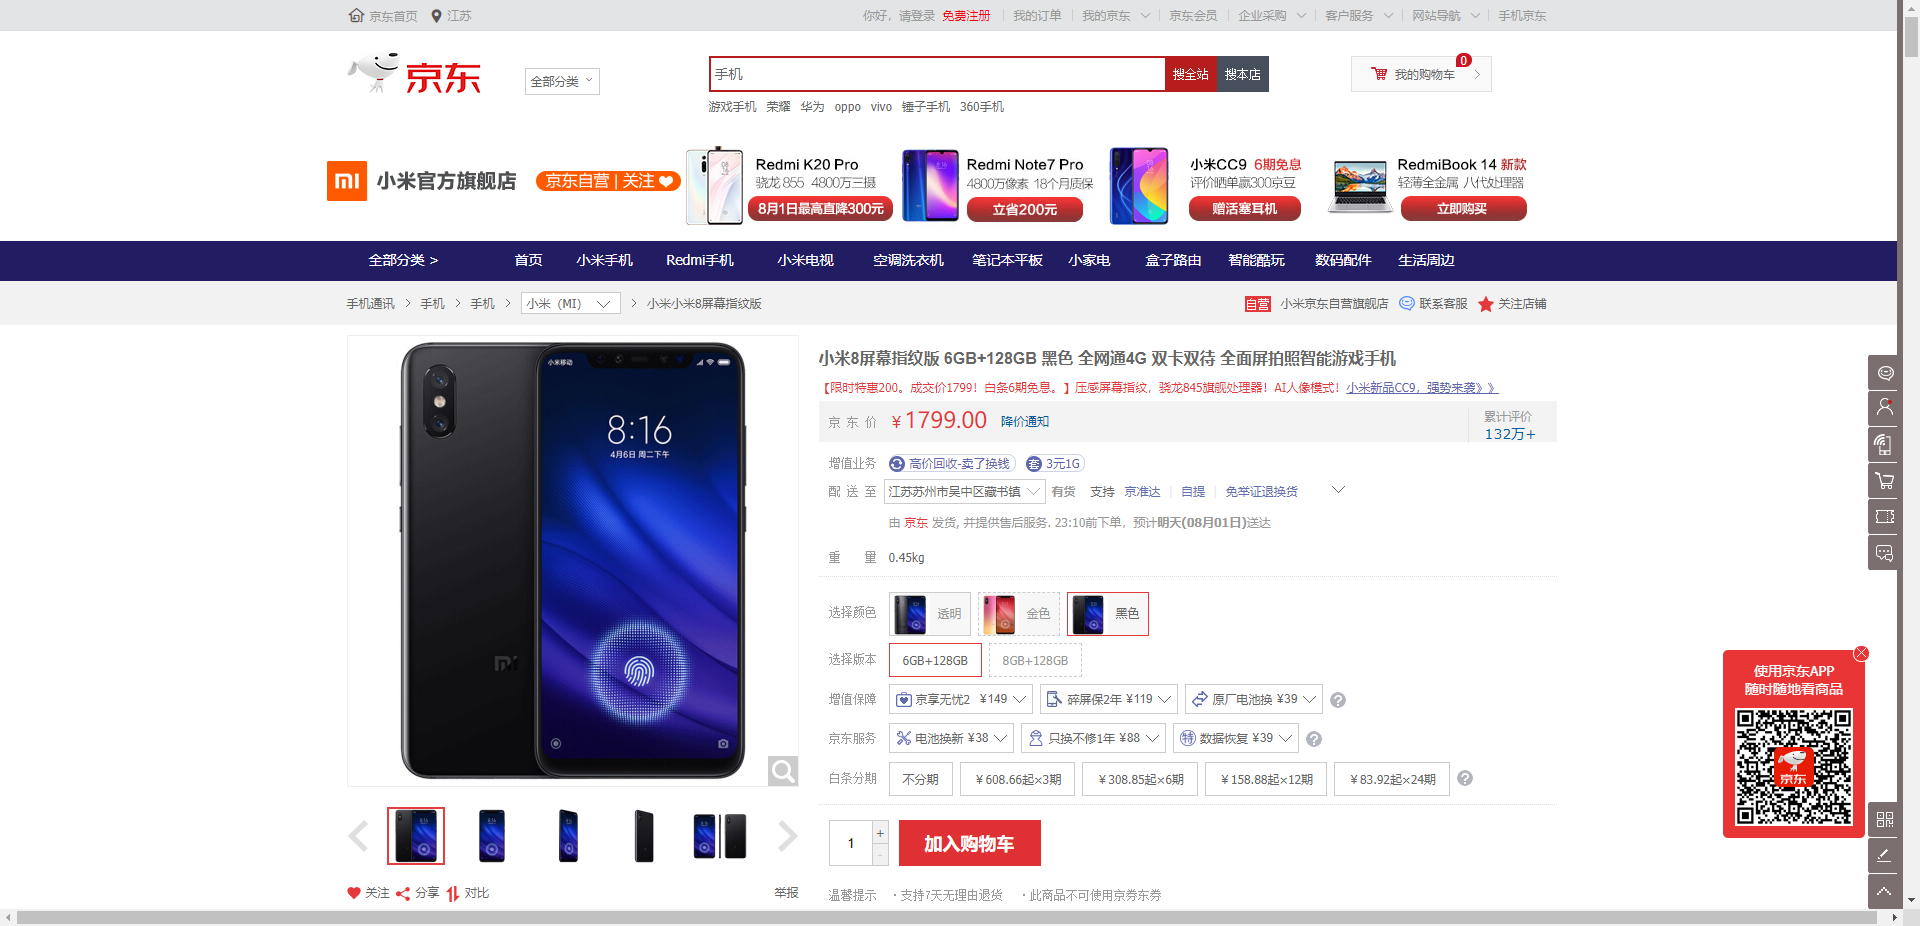 京东首页 江苏 你好，请登录 免费注册 我的订单 我的京东 京东会员 企业采购 客户服务 网站导航 手机京东
京东 全部分类 手机 搜全站 搜本店 我的购物车 0
游戏手机 荣耀 华为 oppo vivo 锤子手机 360手机
小米官方旗舰店 京东自营 | 关注
Redmi K20 Pro
骁龙 855 4800万三摄
8月1日最高直降300元
Redmi Note7 Pro
4800万像素 18个月质保
立省200元
小米CC9 6期免息
评价晒单赢300京豆
赠活塞耳机
RedmiBook 14 新款
轻薄全金属 八代处理器
立即购买
全部分类 > 首页 小米手机 Redmi手机 小米电视 空调洗衣机 笔记本平板 小家电 盒子路由 智能酷玩 数码配件 生活周边
手机通讯 > 手机 > 手机 > 小米（MI） > 小米小米8屏幕指纹版 自营 小米京东自营旗舰店 联系客服 关注店铺
小米移动
8:16
4月6日 周二下午
关注 分享 对比 举报
小米8屏幕指纹版 6GB+128GB 黑色 全网通4G 双卡双待 全面屏拍照智能游戏手机
【限时特惠200。成交价1799！白条6期免息。】压感屏幕指纹，骁龙845旗舰处理器！AI人像模式！小米新品CC9，强势来袭》》
京东价 ￥1799.00 降价通知 累计评价
132万+
增值业务 高价回收-卖了换钱 套 3元1G
配送至 江苏苏州市吴中区藏书镇 有货 支持 京准达 | 自提 | 免举证退换货
由 京东 发货, 并提供售后服务. 23:10前下单，预计明天(08月01日)送达
重量 0.45kg
选择颜色 透明 金色 黑色
选择版本 6GB+128GB 8GB+128GB
增值保障 京享无忧2 ¥149 碎屏保2年 ¥119 原厂电池换 ¥39
京东服务 电池换新 ¥38 只换不修1年 ¥88 特 数据恢复 ¥39
白条分期 不分期 ￥608.66起×3期 ￥308.85起×6期 ￥158.88起×12期 ￥83.92起×24期
1 + - 加入购物车
温馨提示 ·支持7天无理由退货 ·此商品不可使用京券东券
使用京东APP
随时随地看商品
京东